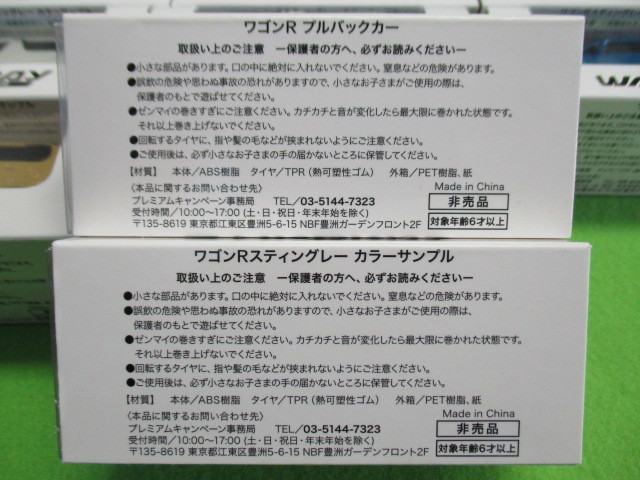 ワゴンR プルバックカー
取扱い上のご注意 ー保護者の方へ、必ずお読みくださいー
●小さな部品があります。口の中に絶対に入れないでください。窒息などの危険があります。
●誤飲の危険や思わぬ事故の恐れがありますので、小さなお子さまがご使用の際は、
保護者のもとで遊ばせてください。
●ゼンマイの巻きすぎにご注意ください。カチカチと音が変化したら最大限に巻かれた状態です。
それ以上巻き上げないでください。
●回転するタイヤに、指や髪の毛などが挟まれないようにご注意ください。
●ご使用後は、必ず小さなお子さまの手の届かないところに保管してください。
【材質】 本体/ABS樹脂 タイヤ/TPR(熱可塑性ゴム) 外箱/PET樹脂、紙
〈本品に関するお問い合わせ先〉
プレミアムキャンペーン事務局 TEL/03-5144-7323
受付時間/10:00〜17:00(土・日・祝日・年末年始を除く)
〒135-8619 東京都江東区豊洲5-6-15 NBF豊洲ガーデンフロント2F
Made in China
非売品
対象年齢6才以上
ワゴンRスティングレー カラーサンプル
取扱い上のご注意 ー保護者の方へ、必ずお読みくださいー
●小さな部品があります。口の中に絶対に入れないでください。窒息などの危険があります。
●誤飲の危険や思わぬ事故の恐れがありますので、小さなお子さまがご使用の際は、
保護者のもとで遊ばせてください。
●ゼンマイの巻きすぎにご注意ください。カチカチと音が変化したら最大限に巻かれた状態です。
それ以上巻き上げないでください。
●回転するタイヤに、指や髪の毛などが挟まれないようにご注意ください。
●ご使用後は、必ず小さなお子さまの手の届かないところに保管してください。
【材質】 本体/ABS樹脂 タイヤ/TPR(熱可塑性ゴム) 外箱/PET樹脂、紙
〈本品に関するお問い合わせ先〉
プレミアムキャンペーン事務局 TEL/03-5144-7323
受付時間/10:00〜17:00(土・日・祝日・年末年始を除く)
〒135-8619 東京都江東区豊洲5-6-15 NBF豊洲ガーデンフロント2F
Made in China
非売品
対象年齢6才以上